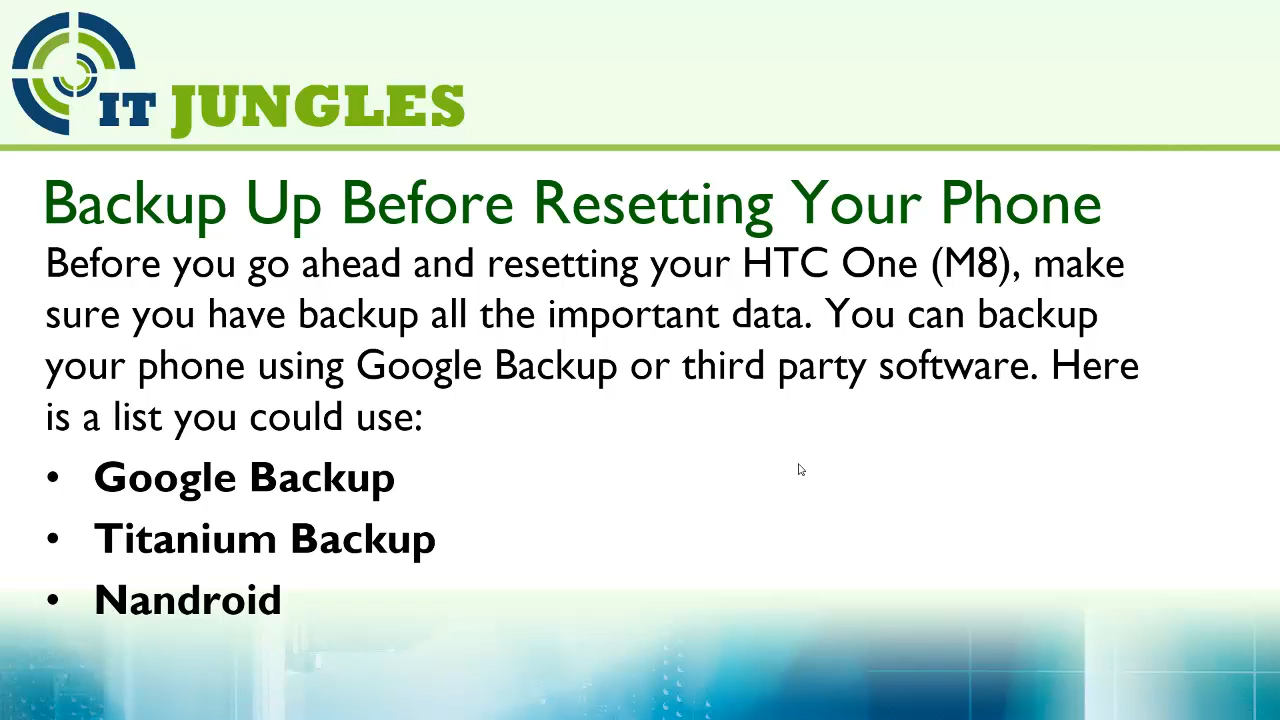 IT JUNGLES
Backup Up Before Resetting Your Phone
Before you go ahead and resetting your HTC One (M8), make
sure you have backup all the important data. You can backup
your phone using Google Backup or third party software. Here
is a list you could use:
• Google Backup
• Titanium Backup
• Nandroid